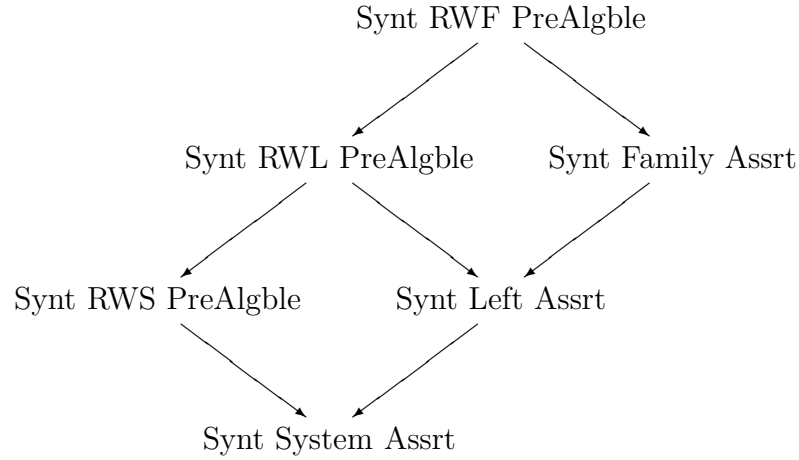 Synt RWF PreAlgble
Synt RWL PreAlgble
Synt Family Assrt
Synt RWS PreAlgble
Synt Left Assrt
Synt System Assrt